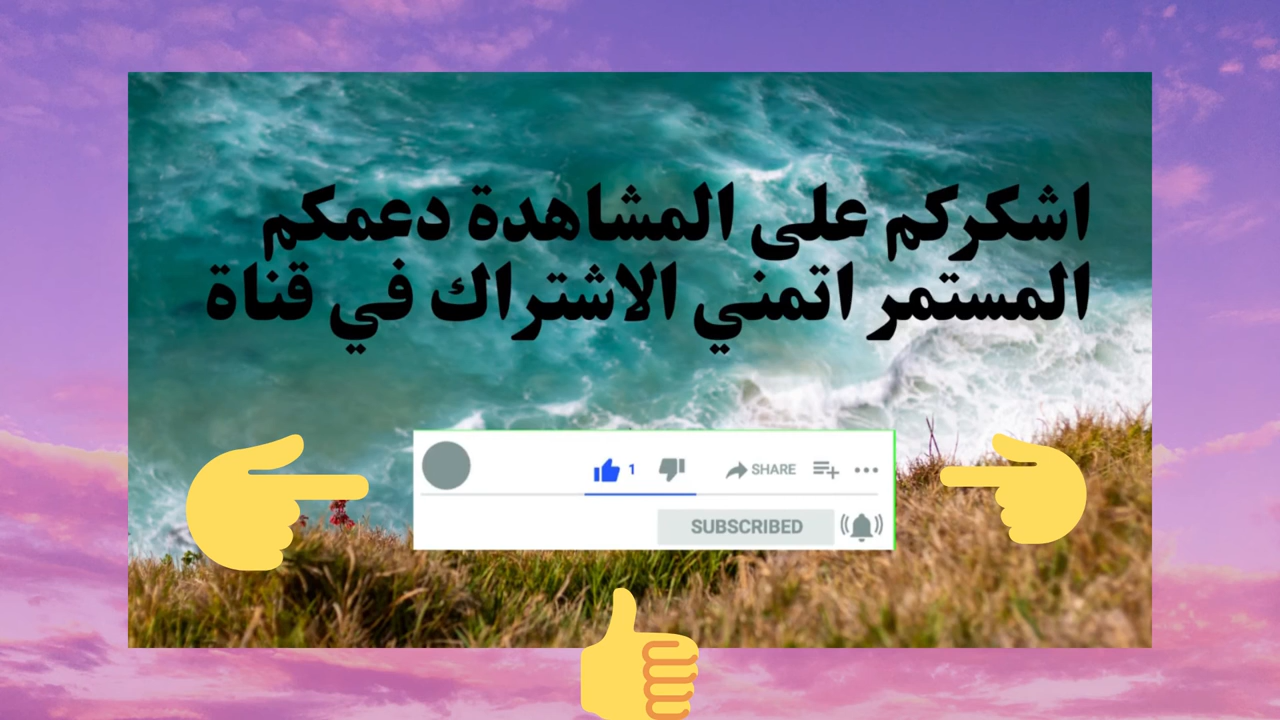 اشكركم على المشاهدة دعمكم
المستمر اتمني الاشتراك في قناة
1 SHARE
SUBSCRIBED